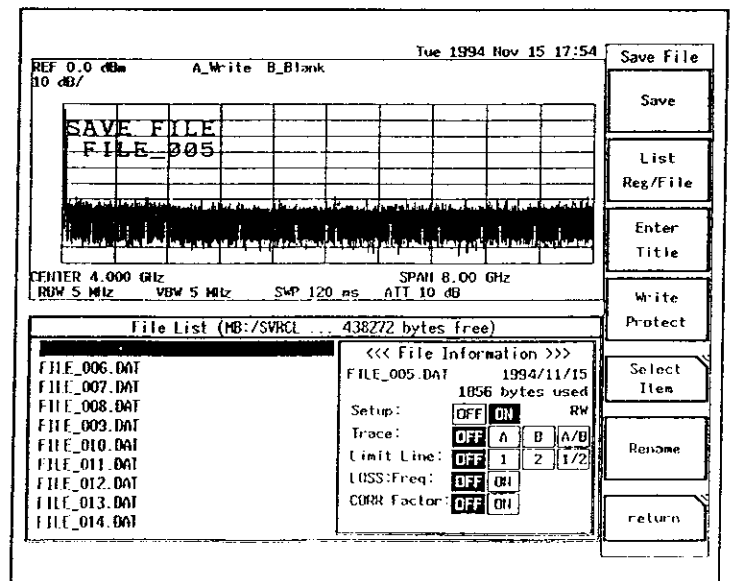 Tue 1994 Nov 15 17:54
REF 0.0 dBm A_Write B_Blank
10 dB/
SAVE FILE
FILE_005
CENTER 4.000 GHz SPAN 8.00 GHz
RBW 5 MHz VBW 5 MHz SWP 120 ms ATT 10 dB
File List (MB:/SVRCL ... 438272 bytes free)
FILE_006.DAT
FILE_007.DAT
FILE_008.DAT
FILE_009.DAT
FILE_010.DAT
FILE_011.DAT
FILE_012.DAT
FILE_013.DAT
FILE_014.DAT
<<< File Information >>>
FILE_005.DAT 1994/11/15
1856 bytes used
Setup: OFF ON RW
Trace: OFF A B A/B
Limit Line: OFF 1 2 1/2
LOSS:Freq: OFF ON
CORR Factor: OFF ON
Save File
Save
List
Reg/File
Enter
Title
Write
Protect
Select
Item
Rename
return